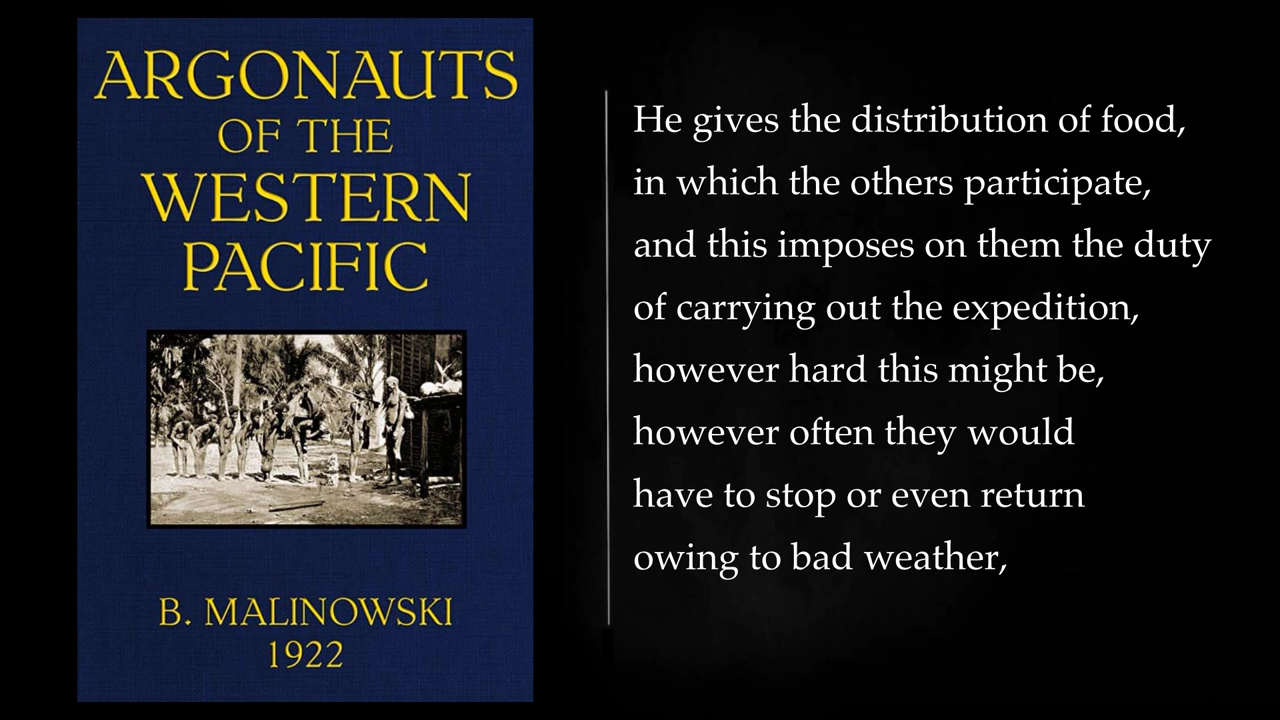 ARGONAUTS
OF THE
WESTERN
PACIFIC
B. MALINOWSKI
1922
He gives the distribution of food,
in which the others participate,
and this imposes on them the duty
of carrying out the expedition,
however hard this might be,
however often they would
have to stop or even return
owing to bad weather,